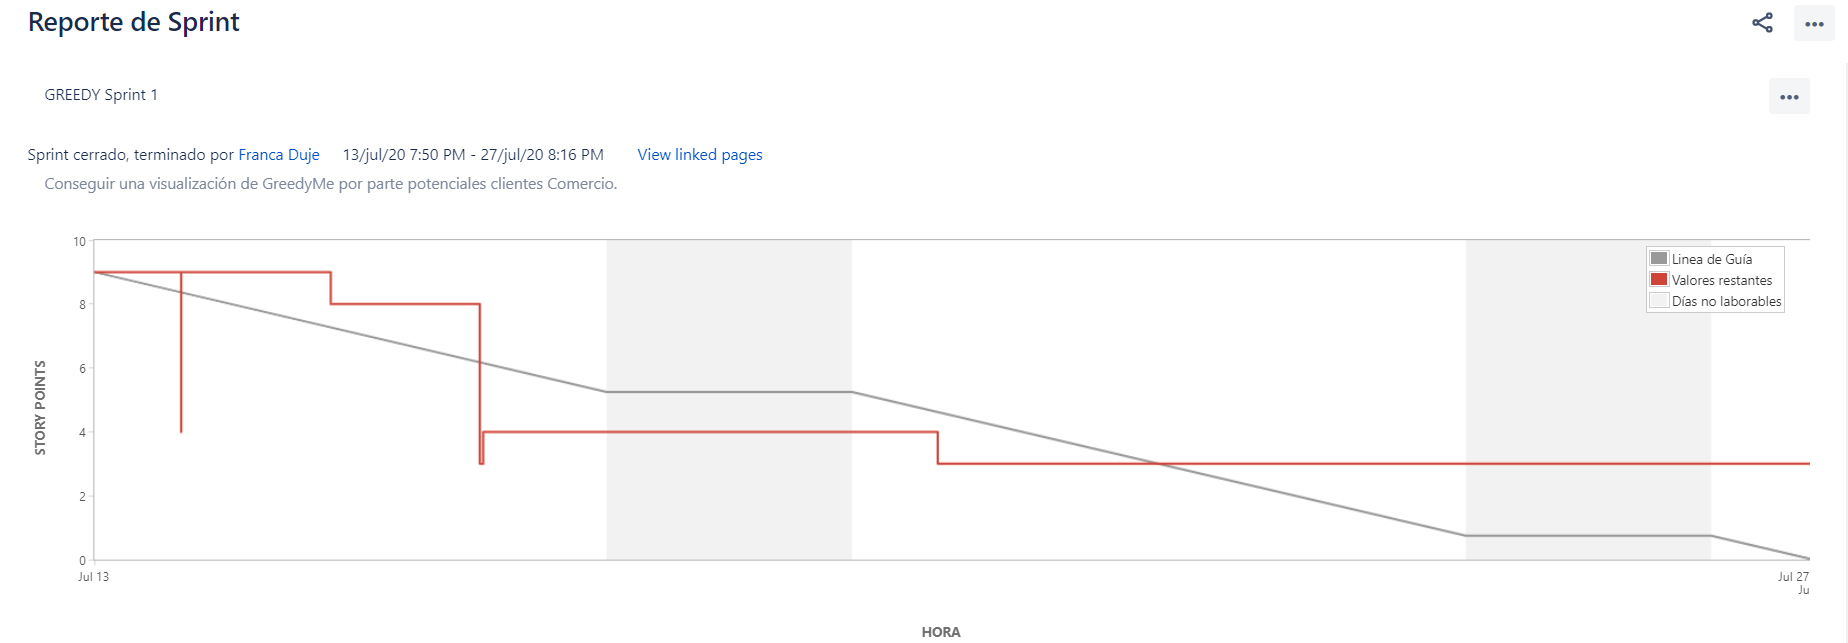 Reporte de Sprint
GREEDY Sprint 1
Sprint cerrado, terminado por Franca Duje 13/jul/20 7:50 PM - 27/jul/20 8:16 PM View linked pages
Conseguir una visualización de GreedyMe por parte potenciales clientes Comercio.
10
8
6
4
2
0
STORY POINTS
Linea de Guía
Valores restantes
Días no laborables
Jul 13
Jul 27
Ju
HORA